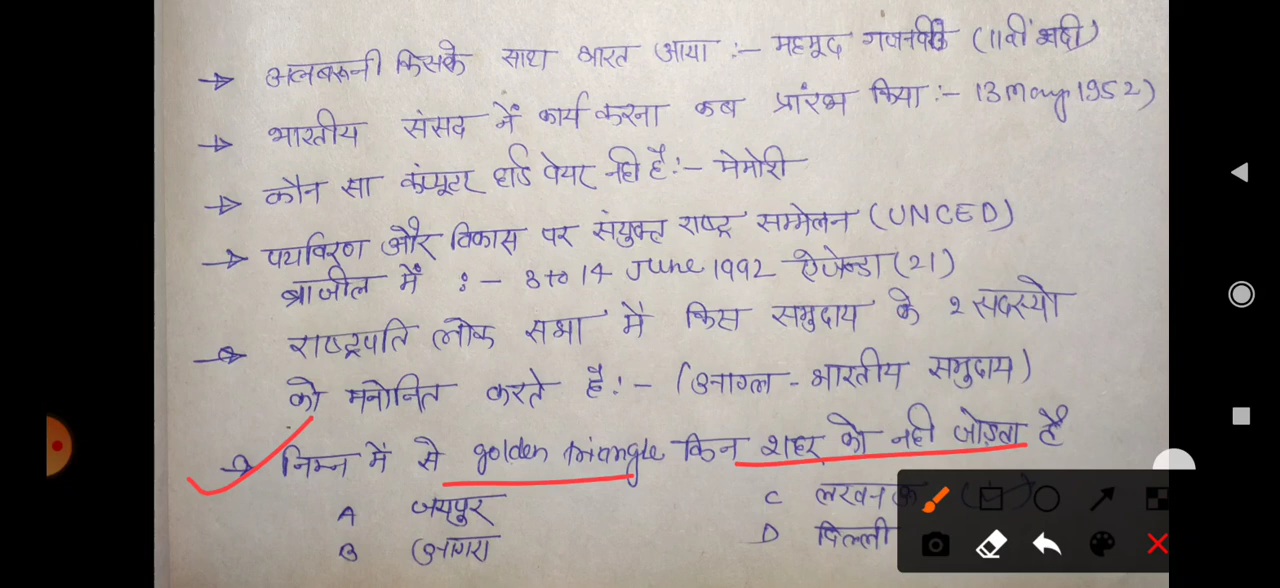 → अलबरूनी किसके साथ भारत आया :- महमूद गजनवी (11वीं सदी)
→ भारतीय संसद में कार्य करना कब प्रारंभ किया :- 13 May 1952)
→ कौन सा कंप्यूटर हार्ड वेयर नही है :- मेमोरी
→ पर्यावरण और विकास पर संयुक्त राष्ट्र सम्मेलन (UNCED)
ब्राजील में :- 3 to 14 June 1992 ऐजेन्डा (21)
→ राष्ट्रपति लोक सभा में किस समुदाय के 2 सदस्यो
को मनोनित करते है :- (आंग्ल - भारतीय समुदाय)
→ निम्न में से golden triangle किन शहर को नही जोड़ता है
A जयपुर C लखनऊ
B आगरा D दिल्ली